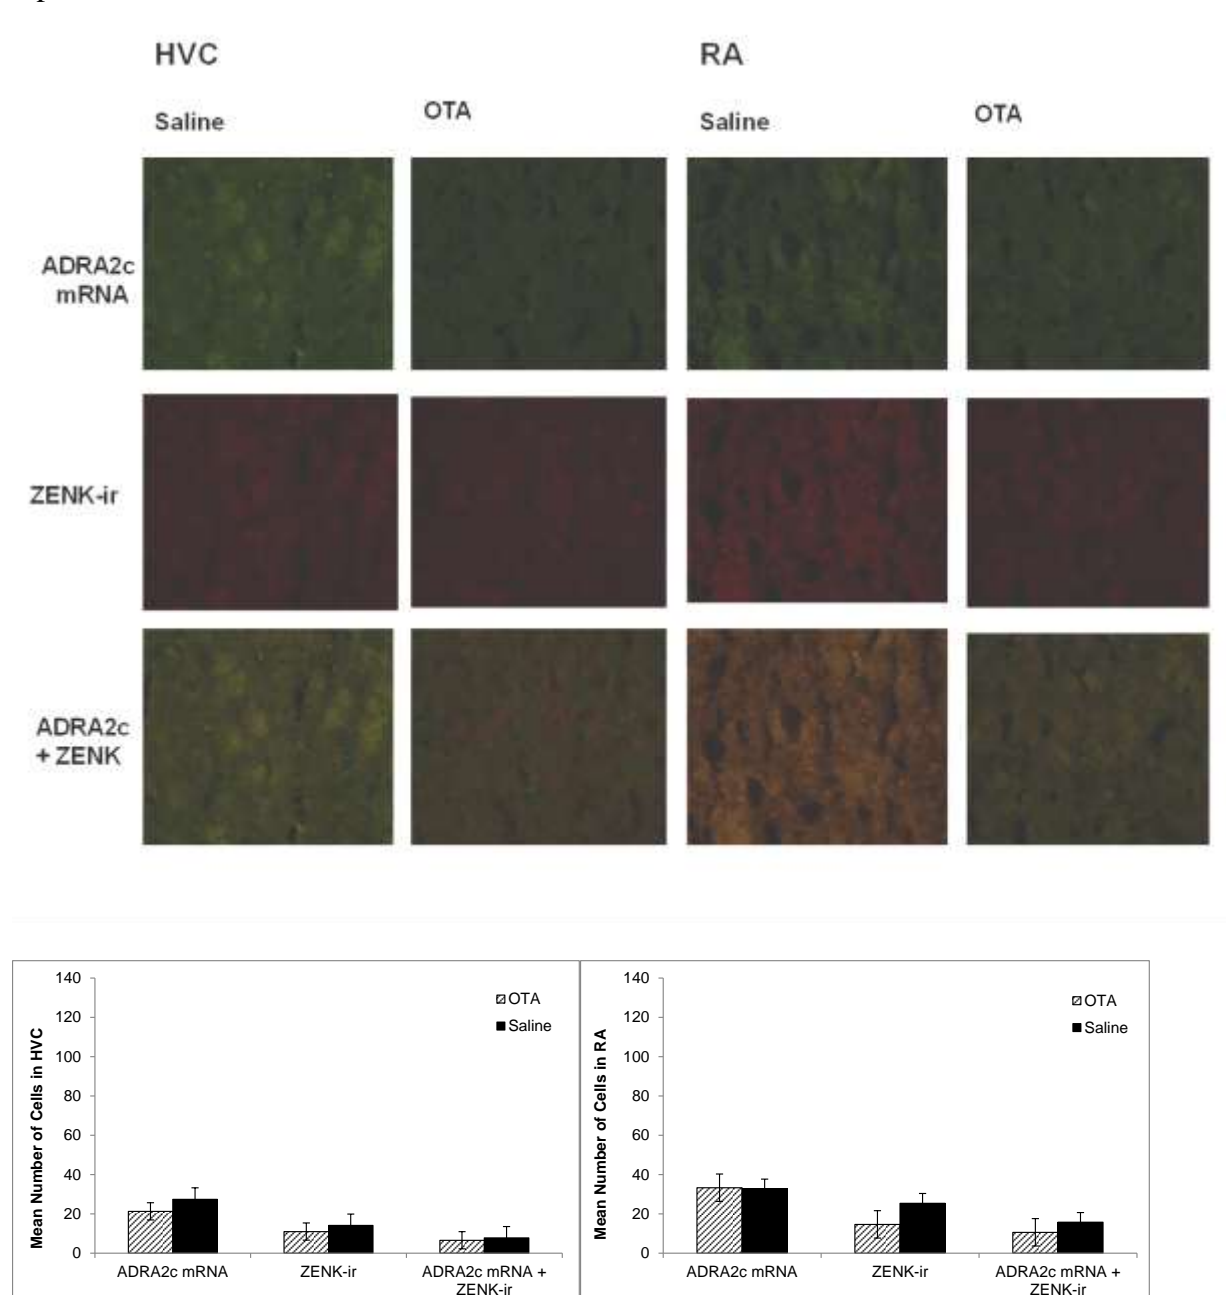 HVC
RA
Saline
OTA
Saline
OTA
ADRA2c
mRNA
ZENK-ir
ADRA2c
+ ZENK
140
120
100
80
60
40
20
0
Mean Number of Cells in HVC
OTA
Saline
ADRA2c mRNA
ZENK-ir
ADRA2c mRNA +
ZENK-ir
140
120
100
80
60
40
20
0
Mean Number of Cells in RA
OTA
Saline
ADRA2c mRNA
ZENK-ir
ADRA2c mRNA +
ZENK-ir